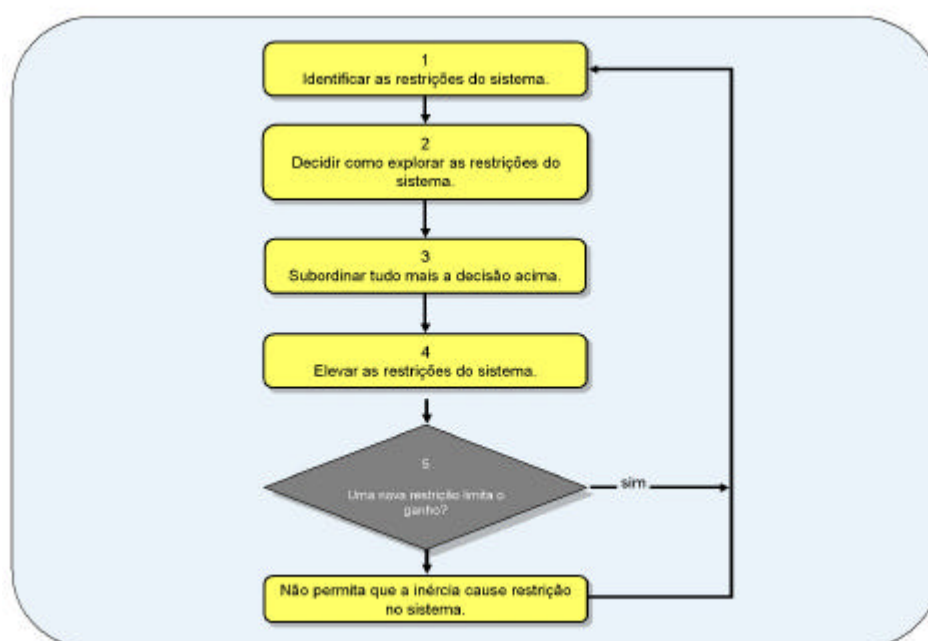 1
Identificar as restrições do sistema.
2
Decidir como explorar as restrições do
sistema.
3
Subordinar tudo mais a decisão acima.
4
Elevar as restrições do sistema.
5
Uma nova restrição limita o
ganho?
sim
Não permita que a inércia cause restrição
no sistema.